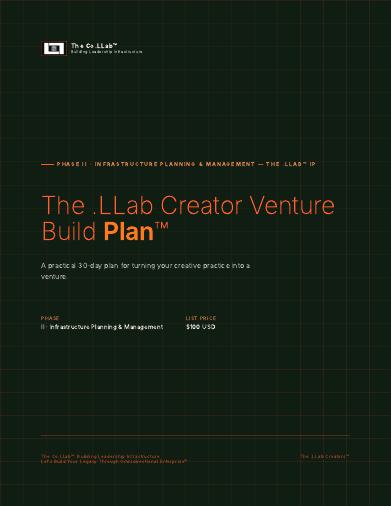 The Co.LLab™
Building Leadership Infrastructure
PHASE II · INFRASTRUCTURE PLANNING & MANAGEMENT — THE .LLAB™ IP
The .LLab Creator Venture
Build Plan™
A practical 30-day plan for turning your creative practice into a
venture.
PHASE
II · Infrastructure Planning & Management
LIST PRICE
$100 USD
The Co.LLab™ Building Leadership Infrastructure
Let's Build Your Legacy Through Omnidirectional Enterprise®
The .LLab Creators™